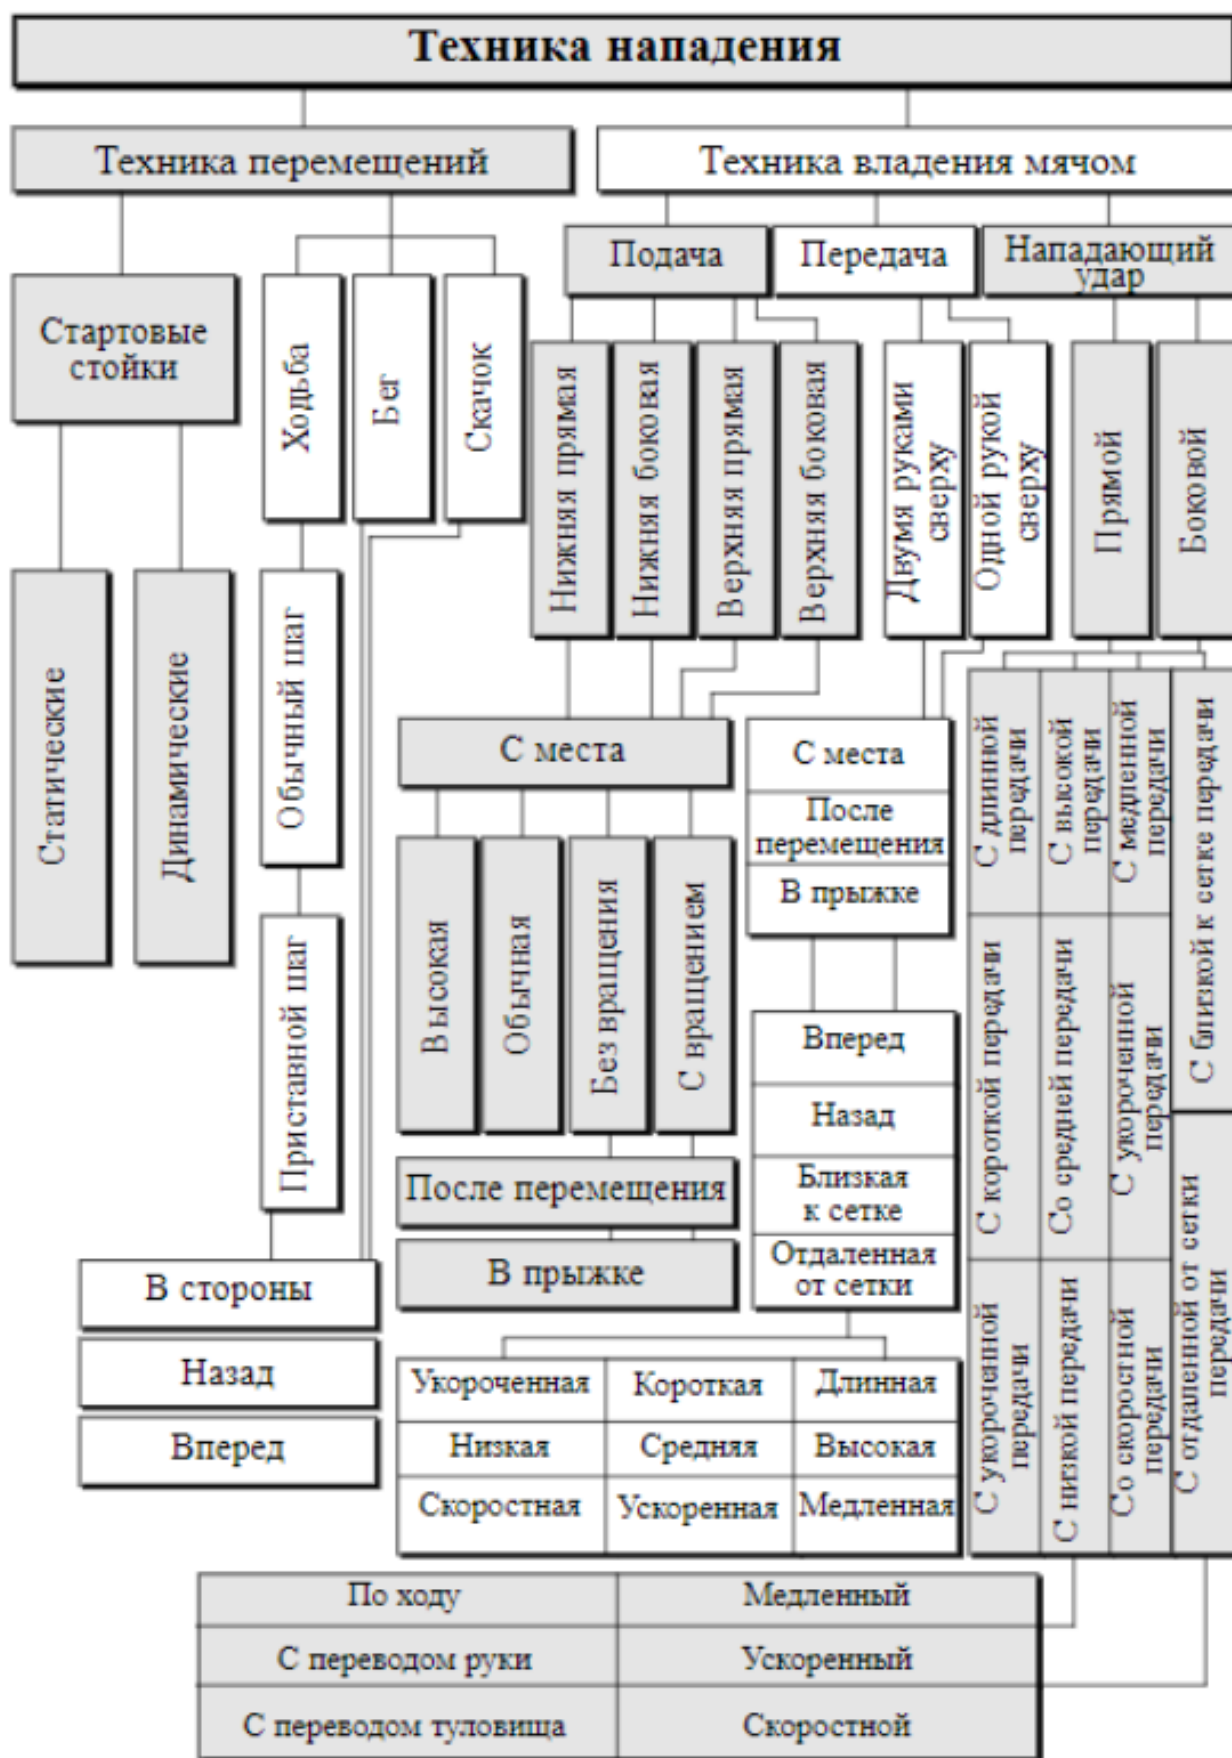 Техника нападения
Техника перемещений
Техника владения мячом
Подача
Передача
Нападающий
удар
Стартовые
стойки
Ходьба
Бег
Скачок
Нижняя прямая
Нижняя боковая
Верхняя прямая
Верхняя боковая
Двумя руками
сверху
Одной рукой
сверху
Прямой
Боковой
Статические
Динамические
Обычный шаг
Приставной шаг
В стороны
Назад
Вперед
С места
Высокая
Обычная
Без вращения
С вращением
После перемещения
В прыжке
С места
После
перемещения
В прыжке
Вперед
Назад
Близкая
к сетке
Отдаленная
от сетки
Укороченная
Короткая
Длинная
Низкая
Средняя
Высокая
Скоростная
Ускоренная
Медленная
С длинной
передачи
С высокой
передачи
С медленной
передачи
С близкой к сетке передачи
С короткой передачи
Со средней передачи
С укороченной
передачи
С укороченной
передачи
С низкой передачи
Со скоростной
передачи
С отдаленной от сетки
передачи
По ходу
Медленный
С переводом руки
Ускоренный
С переводом туловища
Скоростной